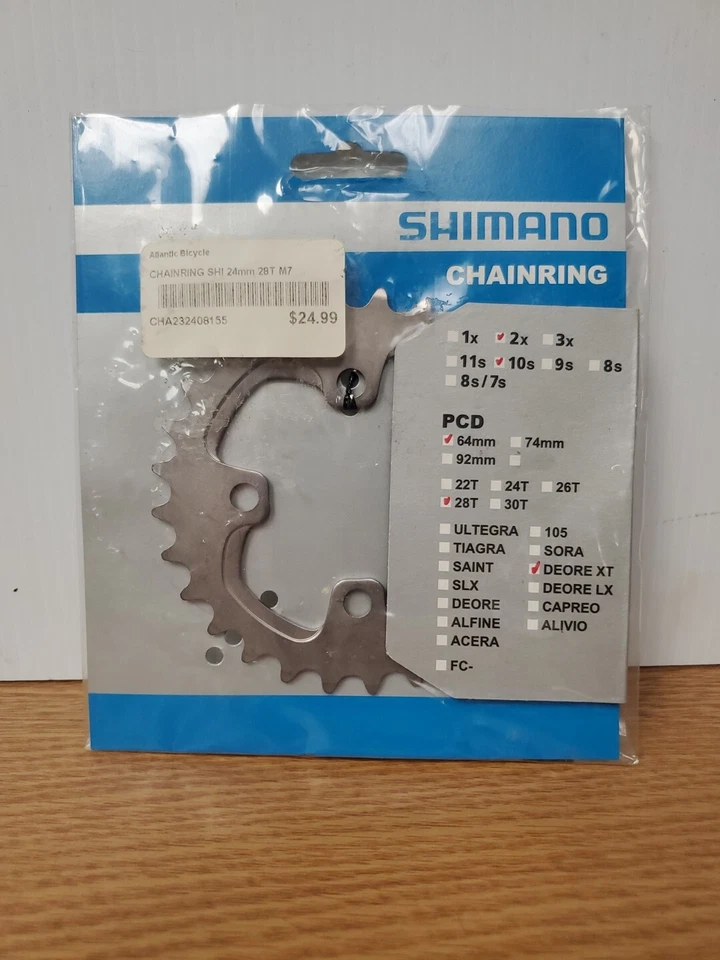 SHIMANO
CHAINRING
Atlantic Bicycle
CHAINRING SHI 24mm 28T M7
CHA232408155 $24.99
1x 2x 3x
11s 10s 9s 8s
8s/7s
PCD
64mm 74mm
92mm
22T 24T 26T
28T 30T
ULTEGRA 105
TIAGRA SORA
SAINT DEORE XT
SLX DEORE LX
DEORE CAPREO
ALFINE ALIVIO
ACERA
FC-